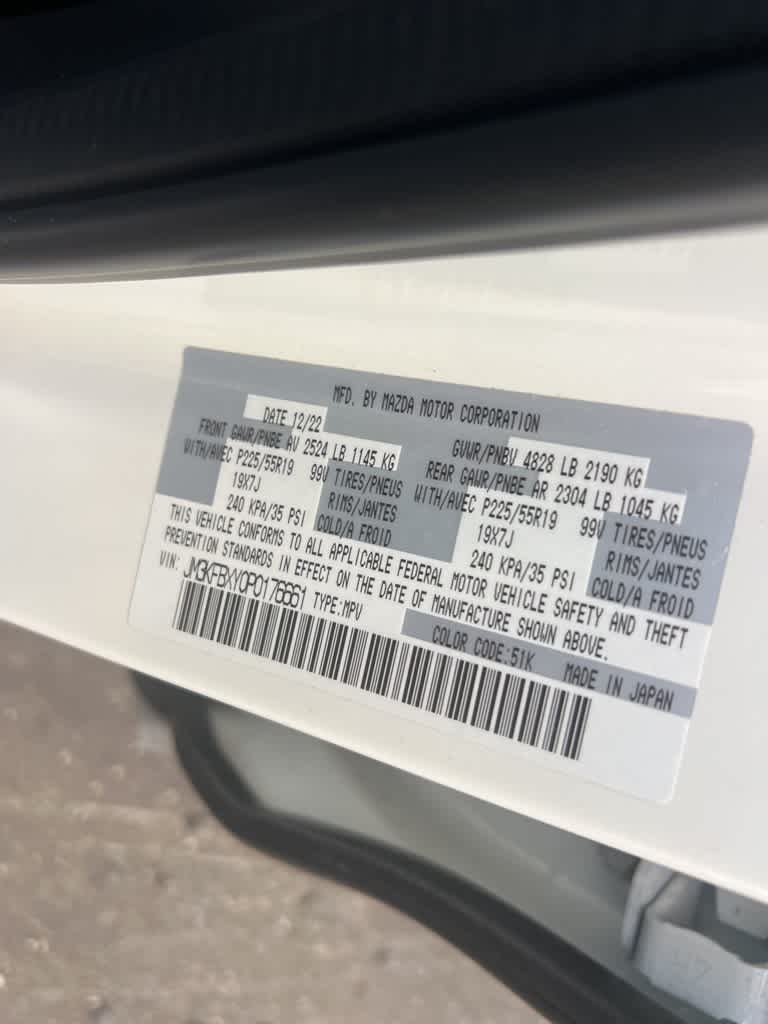 MFD. BY MAZDA MOTOR CORPORATION
DATE 12/22 GVWR/PNBV 4828 LB 2190 KG
FRONT GAWR/PNBE AV 2524 LB 1145 KG REAR GAWR/PNBE AR 2304 LB 1045 KG
WITH/AVEC P225/55R19 99V TIRES/PNEUS WITH/AVEC P225/55R19 99V TIRES/PNEUS
19X7J RIMS/JANTES 19X7J RIMS/JANTES
240 KPA/35 PSI COLD/A FROID 240 KPA/35 PSI COLD/A FROID
THIS VEHICLE CONFORMS TO ALL APPLICABLE FEDERAL MOTOR VEHICLE SAFETY AND THEFT
PREVENTION STANDARDS IN EFFECT ON THE DATE OF MANUFACTURE SHOWN ABOVE.
VIN: JM3KFBXY0P0176661 TYPE:MPV
COLOR CODE:51K MADE IN JAPAN